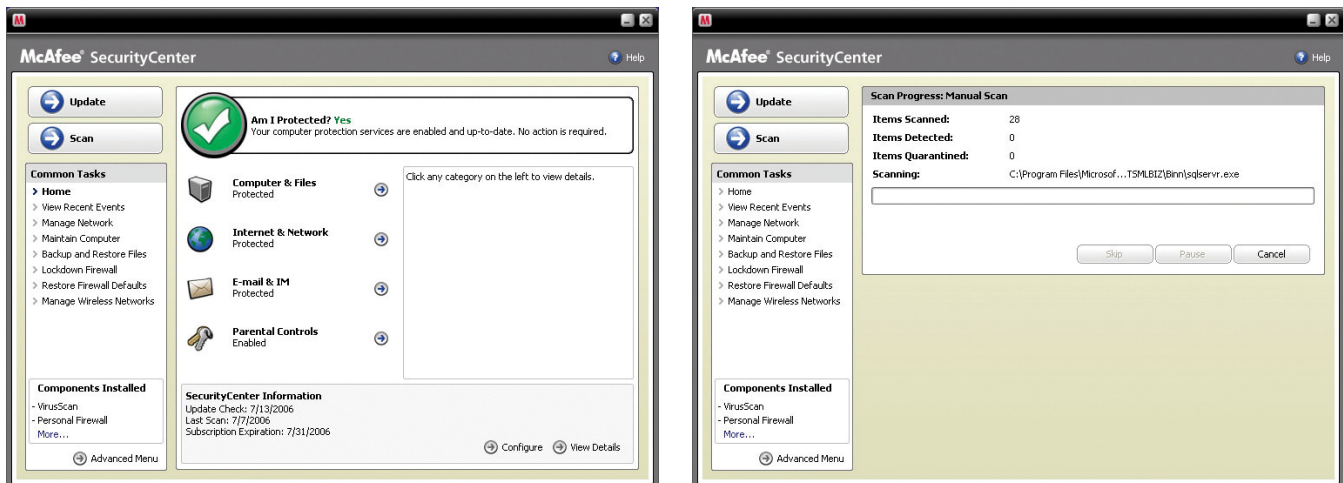 McAfee® SecurityCenter
Help
Update
Scan
Common Tasks
Home
View Recent Events
Manage Network
Maintain Computer
Backup and Restore Files
Lockdown Firewall
Restore Firewall Defaults
Manage Wireless Networks
Components Installed
- VirusScan
- Personal Firewall
More...
Advanced Menu
Am I Protected? Yes
Your computer protection services are enabled and up-to-date. No action is required.
Computer & Files
Protected
Internet & Network
Protected
E-mail & IM
Protected
Parental Controls
Enabled
Click any category on the left to view details.
SecurityCenter Information
Update Check: 7/13/2006
Last Scan: 7/7/2006
Subscription Expiration: 7/31/2006
Configure
View Details
McAfee® SecurityCenter
Help
Update
Scan
Common Tasks
Home
View Recent Events
Manage Network
Maintain Computer
Backup and Restore Files
Lockdown Firewall
Restore Firewall Defaults
Manage Wireless Networks
Components Installed
- VirusScan
- Personal Firewall
More...
Advanced Menu
Scan Progress: Manual Scan
Items Scanned: 28
Items Detected: 0
Items Quarantined: 0
Scanning: C:\Program Files\Microsof...TSMLBIZ\Binn\sqlservr.exe
Skip
Pause
Cancel